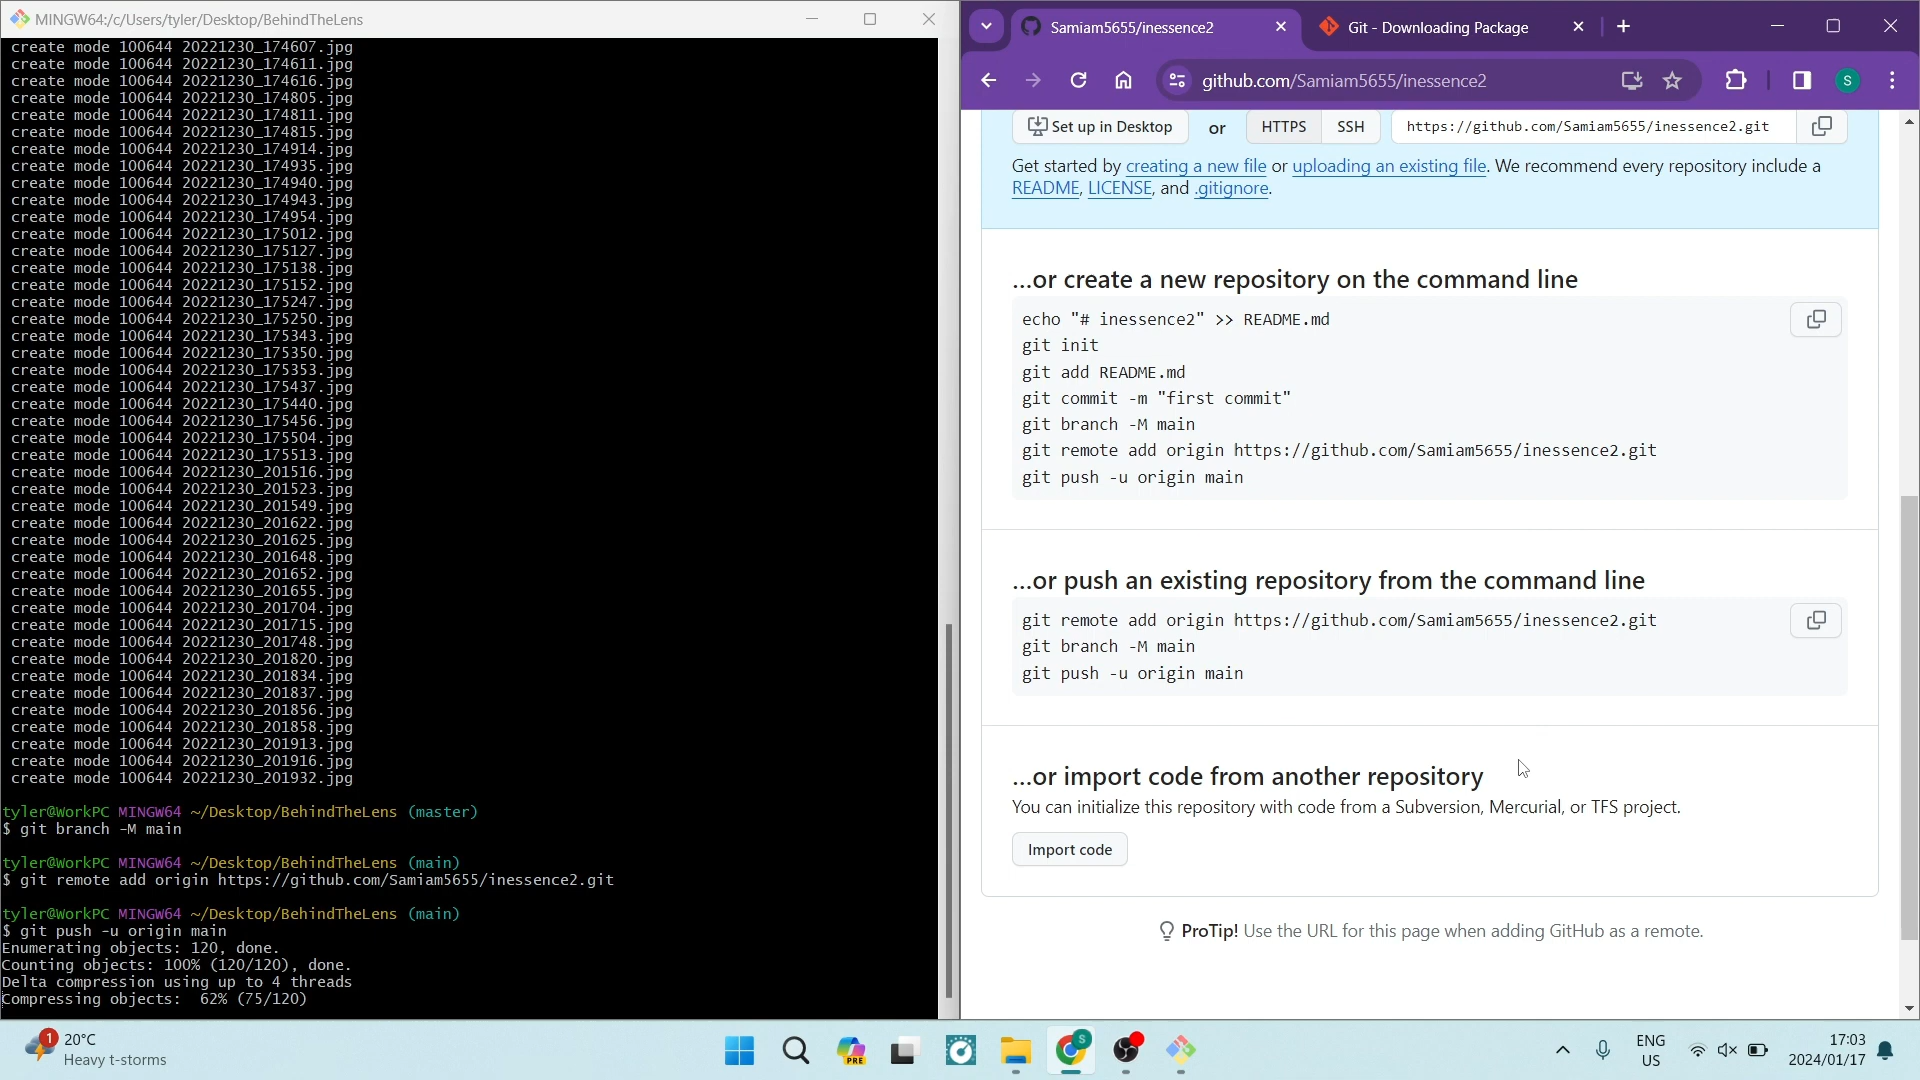 MINGW64:/c/Users/tyler/Desktop/BehindTheLens
create mode 100644 20221230_174607.jpg
create mode 100644 20221230_174611.jpg
create mode 100644 20221230_174616.jpg
create mode 100644 20221230_174805.jpg
create mode 100644 20221230_174811.jpg
create mode 100644 20221230_174815.jpg
create mode 100644 20221230_174914.jpg
create mode 100644 20221230_174935.jpg
create mode 100644 20221230_174940.jpg
create mode 100644 20221230_174943.jpg
create mode 100644 20221230_174954.jpg
create mode 100644 20221230_175012.jpg
create mode 100644 20221230_175127.jpg
create mode 100644 20221230_175138.jpg
create mode 100644 20221230_175152.jpg
create mode 100644 20221230_175247.jpg
create mode 100644 20221230_175250.jpg
create mode 100644 20221230_175343.jpg
create mode 100644 20221230_175350.jpg
create mode 100644 20221230_175353.jpg
create mode 100644 20221230_175437.jpg
create mode 100644 20221230_175440.jpg
create mode 100644 20221230_175456.jpg
create mode 100644 20221230_175504.jpg
create mode 100644 20221230_175513.jpg
create mode 100644 20221230_201516.jpg
create mode 100644 20221230_201523.jpg
create mode 100644 20221230_201549.jpg
create mode 100644 20221230_201622.jpg
create mode 100644 20221230_201625.jpg
create mode 100644 20221230_201648.jpg
create mode 100644 20221230_201652.jpg
create mode 100644 20221230_201655.jpg
create mode 100644 20221230_201704.jpg
create mode 100644 20221230_201715.jpg
create mode 100644 20221230_201748.jpg
create mode 100644 20221230_201820.jpg
create mode 100644 20221230_201834.jpg
create mode 100644 20221230_201837.jpg
create mode 100644 20221230_201856.jpg
create mode 100644 20221230_201858.jpg
create mode 100644 20221230_201913.jpg
create mode 100644 20221230_201916.jpg
create mode 100644 20221230_201932.jpg
tyler@WorkPC MINGW64 ~/Desktop/BehindTheLens (master)
$ git branch -M main
tyler@WorkPC MINGW64 ~/Desktop/BehindTheLens (main)
$ git remote add origin https://github.com/Samiam5655/inessence2.git
tyler@WorkPC MINGW64 ~/Desktop/BehindTheLens (main)
$ git push -u origin main
Enumerating objects: 120, done.
Counting objects: 100% (120/120), done.
Delta compression using up to 4 threads
Compressing objects: 62% (75/120)
Samiam5655/inessence2
Git - Downloading Package
github.com/Samiam5655/inessence2
S
Set up in Desktop or HTTPS SSH https://github.com/Samiam5655/inessence2.git
Get started by creating a new file or uploading an existing file. We recommend every repository include a
README, LICENSE, and .gitignore.
...or create a new repository on the command line
echo "# inessence2" >> README.md
git init
git add README.md
git commit -m "first commit"
git branch -M main
git remote add origin https://github.com/Samiam5655/inessence2.git
git push -u origin main
...or push an existing repository from the command line
git remote add origin https://github.com/Samiam5655/inessence2.git
git branch -M main
git push -u origin main
...or import code from another repository
You can initialize this repository with code from a Subversion, Mercurial, or TFS project.
Import code
ProTip! Use the URL for this page when adding GitHub as a remote.
1
20°C
Heavy t-storms
PRE
S
ENG
US
17:03
2024/01/17